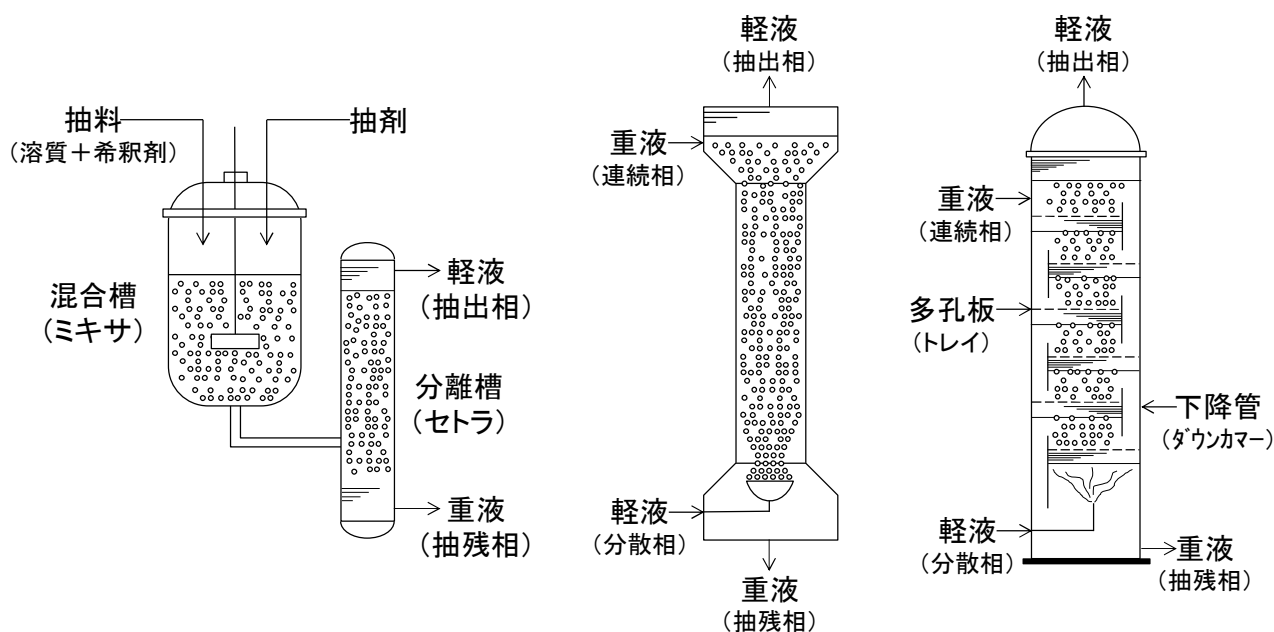 抽料
(溶質＋希釈剤)
抽剤
混合槽
(ミキサ)
軽液
(抽出相)
分離槽
(セトラ)
重液
(抽残相)
軽液
(抽出相)
重液
(連続相)
軽液
(分散相)
重液
(抽残相)
軽液
(抽出相)
重液
(連続相)
多孔板
(トレイ)
下降管
(ダウンカマー)
軽液
(分散相)
重液
(抽残相)